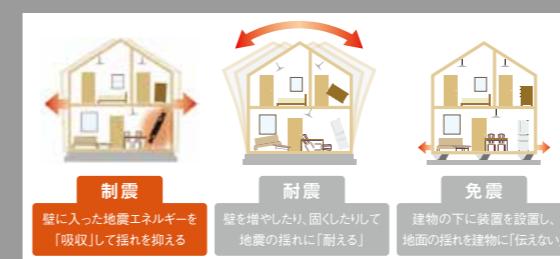 制震
壁に入った地震エネルギーを
「吸収」して揺れを抑える
耐震
壁を増やしたり、固くしたりして
地震の揺れに「耐える」
免震
建物の下に装置を設置し、
地面の揺れを建物に「伝えない